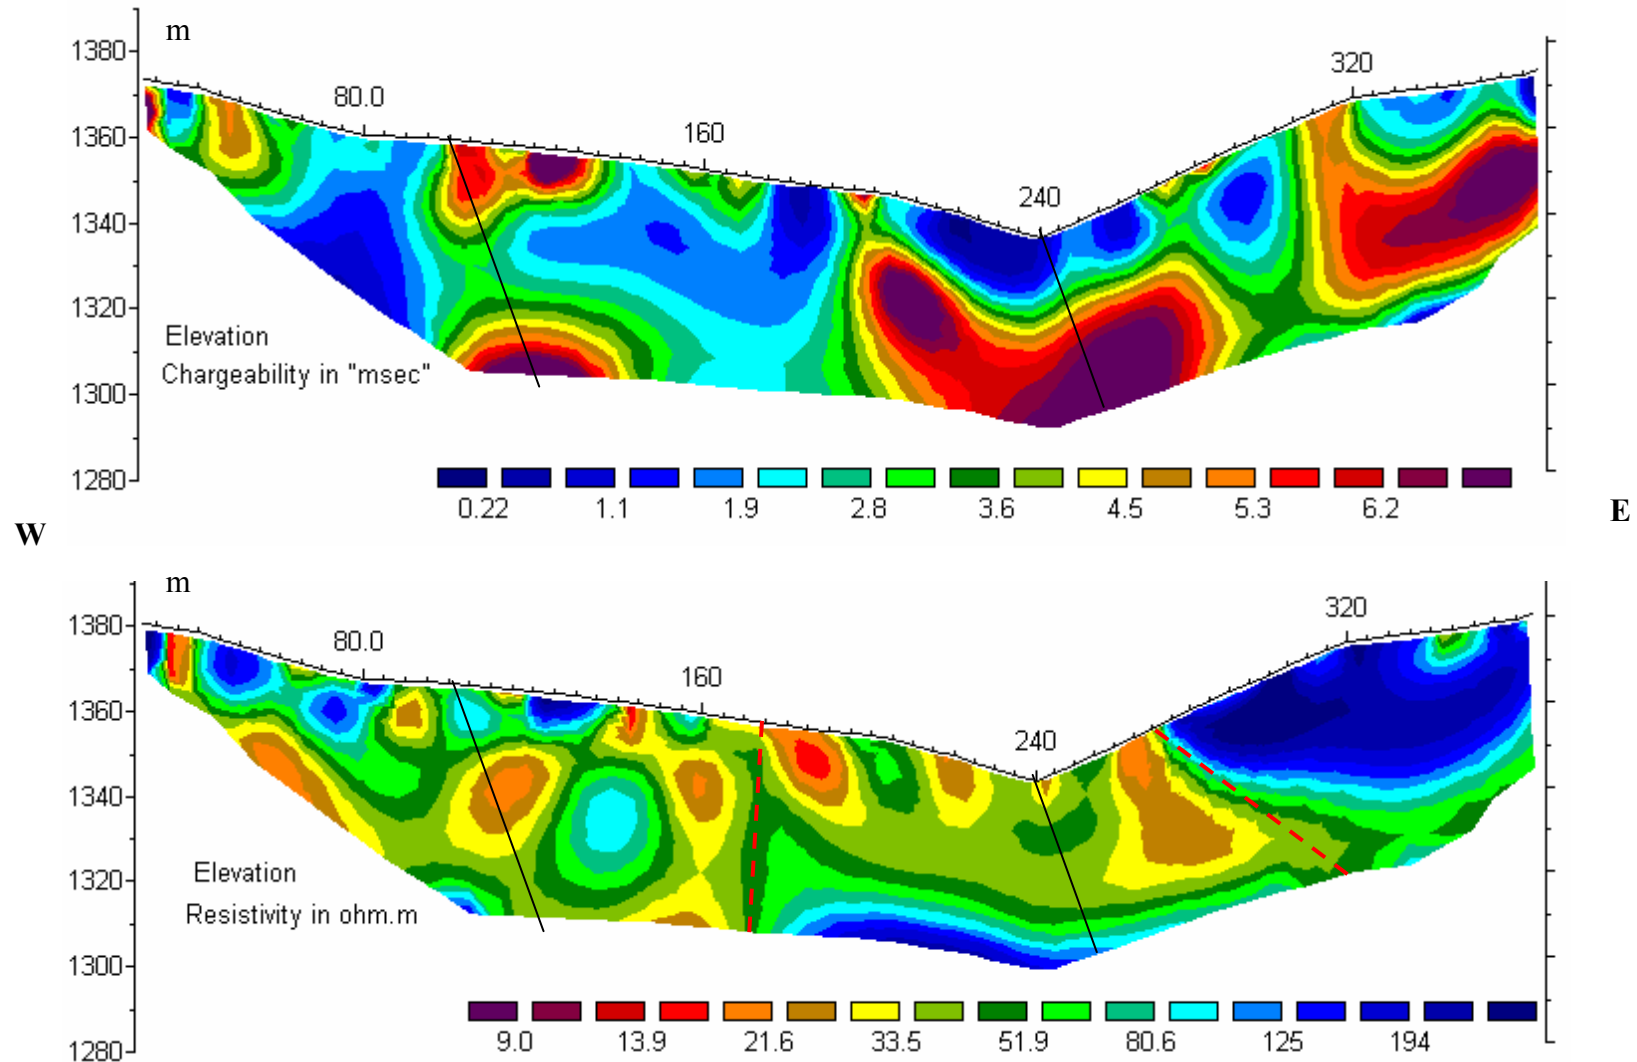 m
1380
1360
1340
1320
1300
1280
80.0
160
240
320
Elevation
Chargeability in "msec"
0.22 1.1 1.9 2.8 3.6 4.5 5.3 6.2
W
E
m
1380
1360
1340
1320
1300
1280
80.0
160
240
320
Elevation
Resistivity in ohm.m
9.0 13.9 21.6 33.5 51.9 80.6 125 194